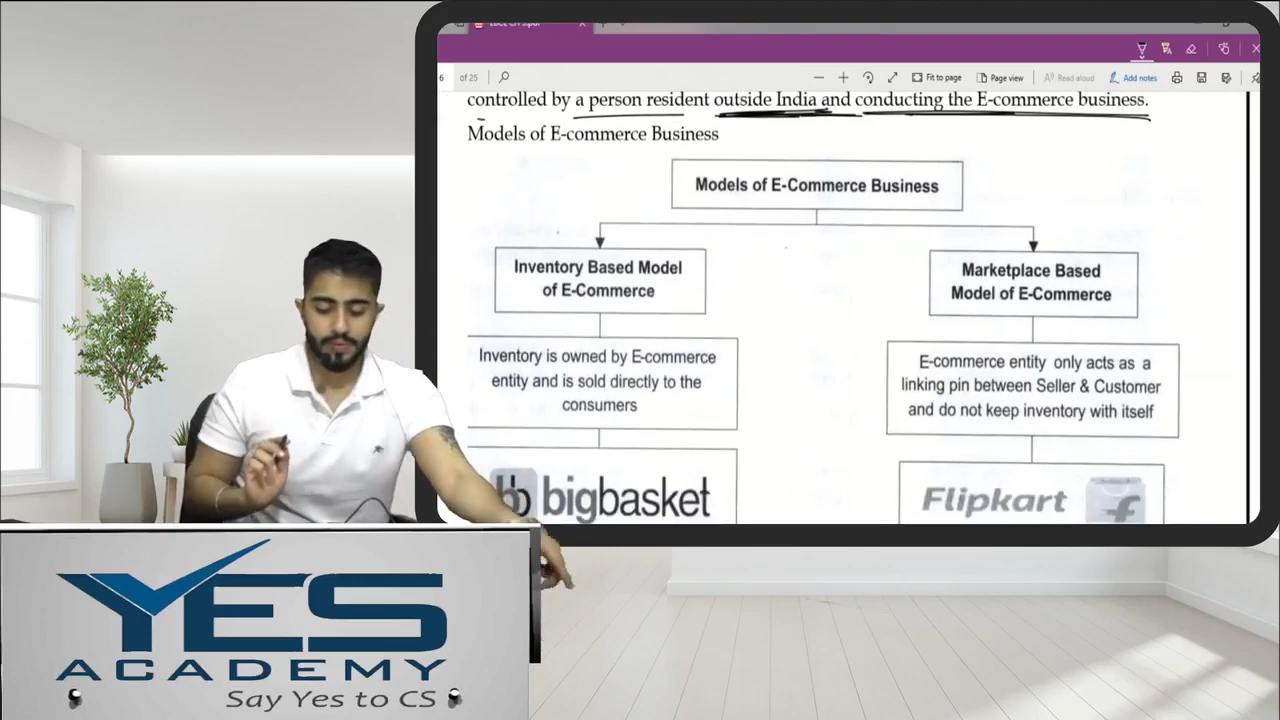 6 of 25
Fit to page
Page view
Read aloud
Add notes
controlled by a person resident outside India and conducting the E-commerce business.
Models of E-commerce Business
Models of E-Commerce Business
Inventory Based Model
of E-Commerce
Marketplace Based
Model of E-Commerce
Inventory is owned by E-commerce
entity and is sold directly to the
consumers
E-commerce entity only acts as a
linking pin between Seller & Customer
and do not keep inventory with itself
bb bigbasket
Flipkart f
YES
ACADEMY
Say Yes to CS